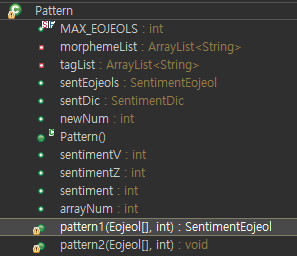 Pattern
MAX_EOJEOLS : int
morphemeList : ArrayList<String>
tagList : ArrayList<String>
sentEojeols : SentimentEojeol
sentDic : SentimentDic
newNum : int
Pattern()
sentimentV : int
sentimentZ : int
sentiment : int
arrayNum : int
pattern1(Eojeol[], int) : SentimentEojeol
pattern2(Eojeol[], int) : void